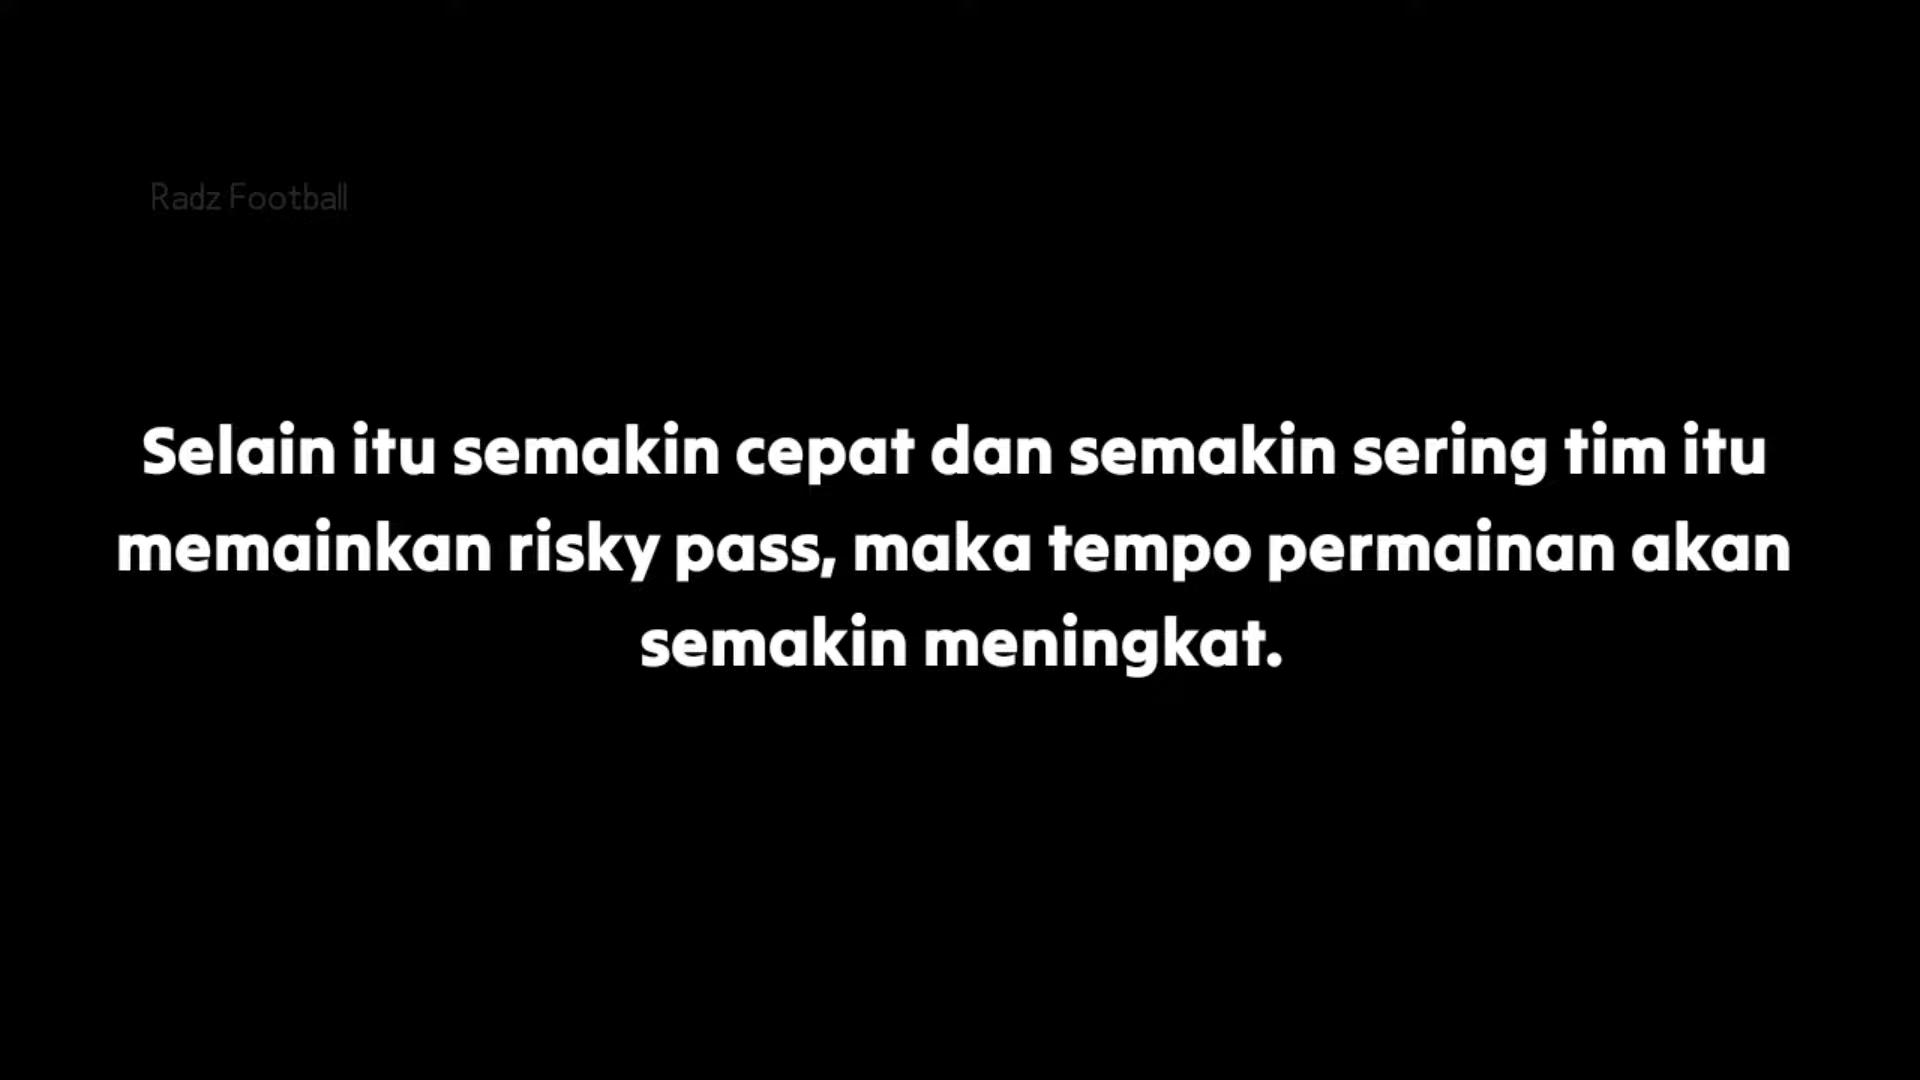 Radz Football
Selain itu semakin cepat dan semakin sering tim itu
memainkan risky pass, maka tempo permainan akan
semakin meningkat.